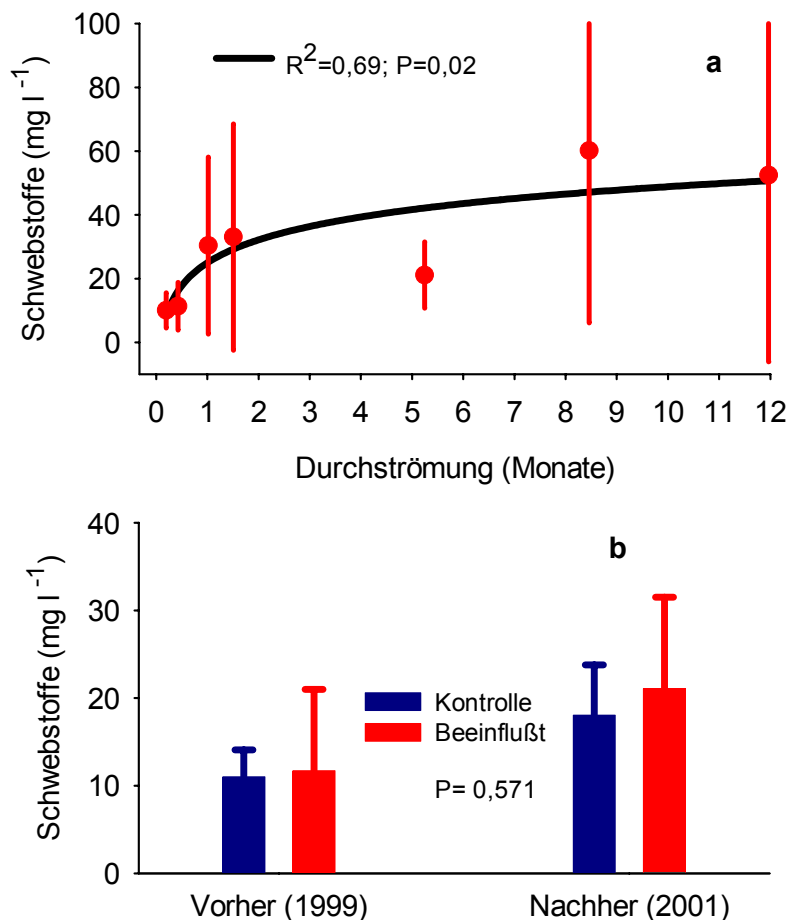 100
80
60
40
20
0
Schwebstoffe (mg l⁻¹)
R²=0,69; P=0,02
a
0 1 2 3 4 5 6 7 8 9 10 11 12
Durchströmung (Monate)
40
30
20
10
0
Schwebstoffe (mg l⁻¹)
b
Kontrolle
Beeinflußt
P= 0,571
Vorher (1999) Nachher (2001)